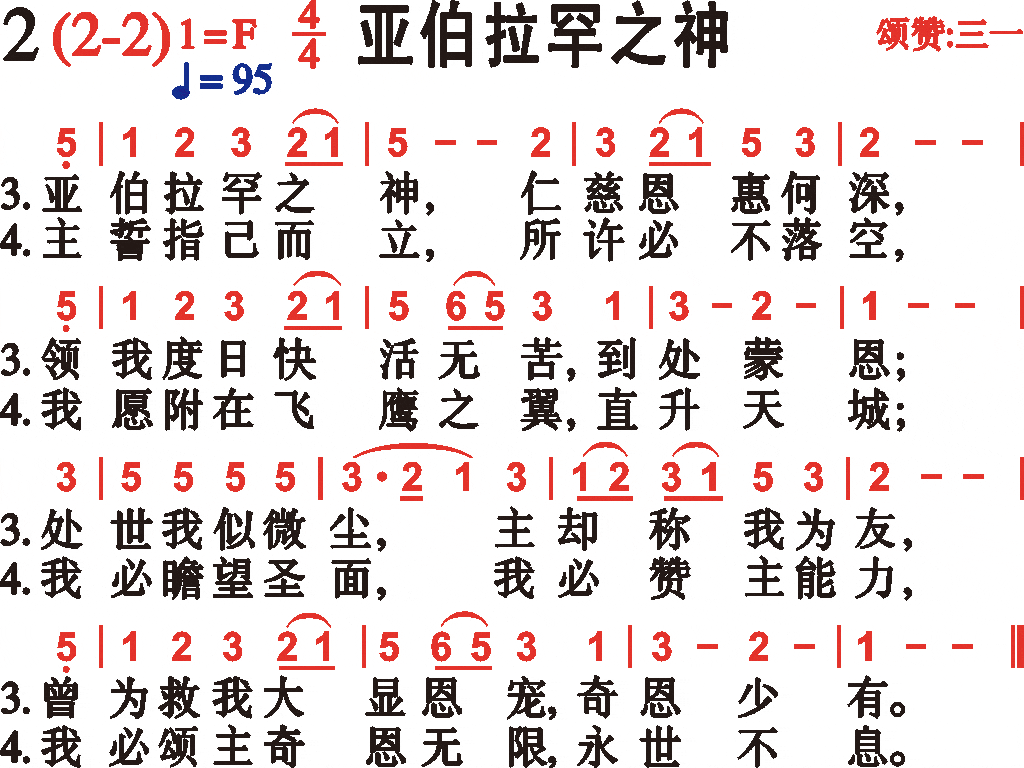 2 (2-2) 1=F 4/4 亚伯拉罕之神 颂赞:三一
♩=95
5̣ | 1 2 3 2 1 | 5 - - 2 | 3 2 1 5 3 | 2 - - |
3. 亚 伯 拉 罕 之 神, 仁 慈 恩 惠 何 深,
4. 主 誓 指 己 而 立, 所 许 必 不 落 空,
5̣ | 1 2 3 2 1 | 5 6 5 3 1 | 3 - 2 - | 1 - - |
3. 领 我 度 日 快 活 无 苦, 到 处 蒙 恩;
4. 我 愿 附 在 飞 鹰 之 翼, 直 升 天 城;
3 | 5 5 5 5 | 3 · 2 1 3 | 1 2 3 1 5 3 | 2 - - |
3. 处 世 我 似 微 尘, 主 却 称 我 为 友,
4. 我 必 瞻 望 圣 面, 我 必 赞 主 能 力,
5̣ | 1 2 3 2 1 | 5 6 5 3 1 | 3 - 2 - | 1 - - ‖
3. 曾 为 救 我 大 显 恩 宠, 奇 恩 少 有。
4. 我 必 颂 主 奇 恩 无 限, 永 世 不 息。